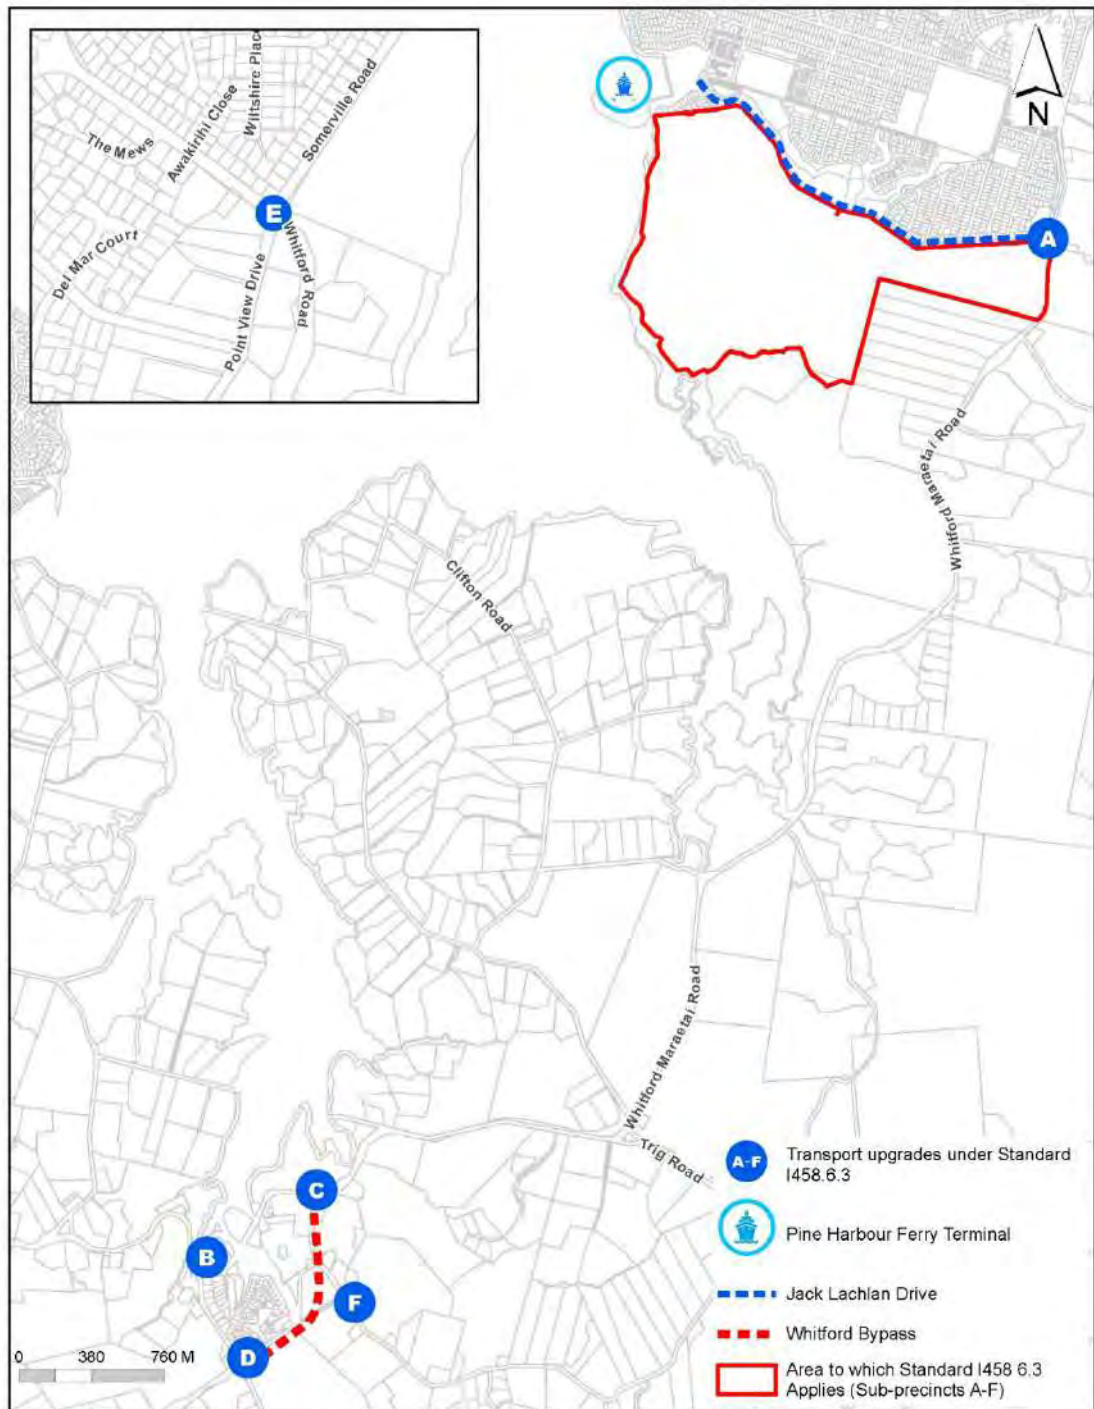 Wiltshire Place
Somerville Road
Awakirihi Close
The Mews
E
Whitford Road
Del Mar Court
Point View Drive
N
A
Whitford Maraetai Road
Clifton Road
Whitford Maraetai Road
Trig Road
C
B
F
D
0 380 760 M
A-F Transport upgrades under Standard
I458.6.3
Pine Harbour Ferry Terminal
Jack Lachlan Drive
Whitford Bypass
Area to which Standard I458 6.3
Applies (Sub-precincts A-F)